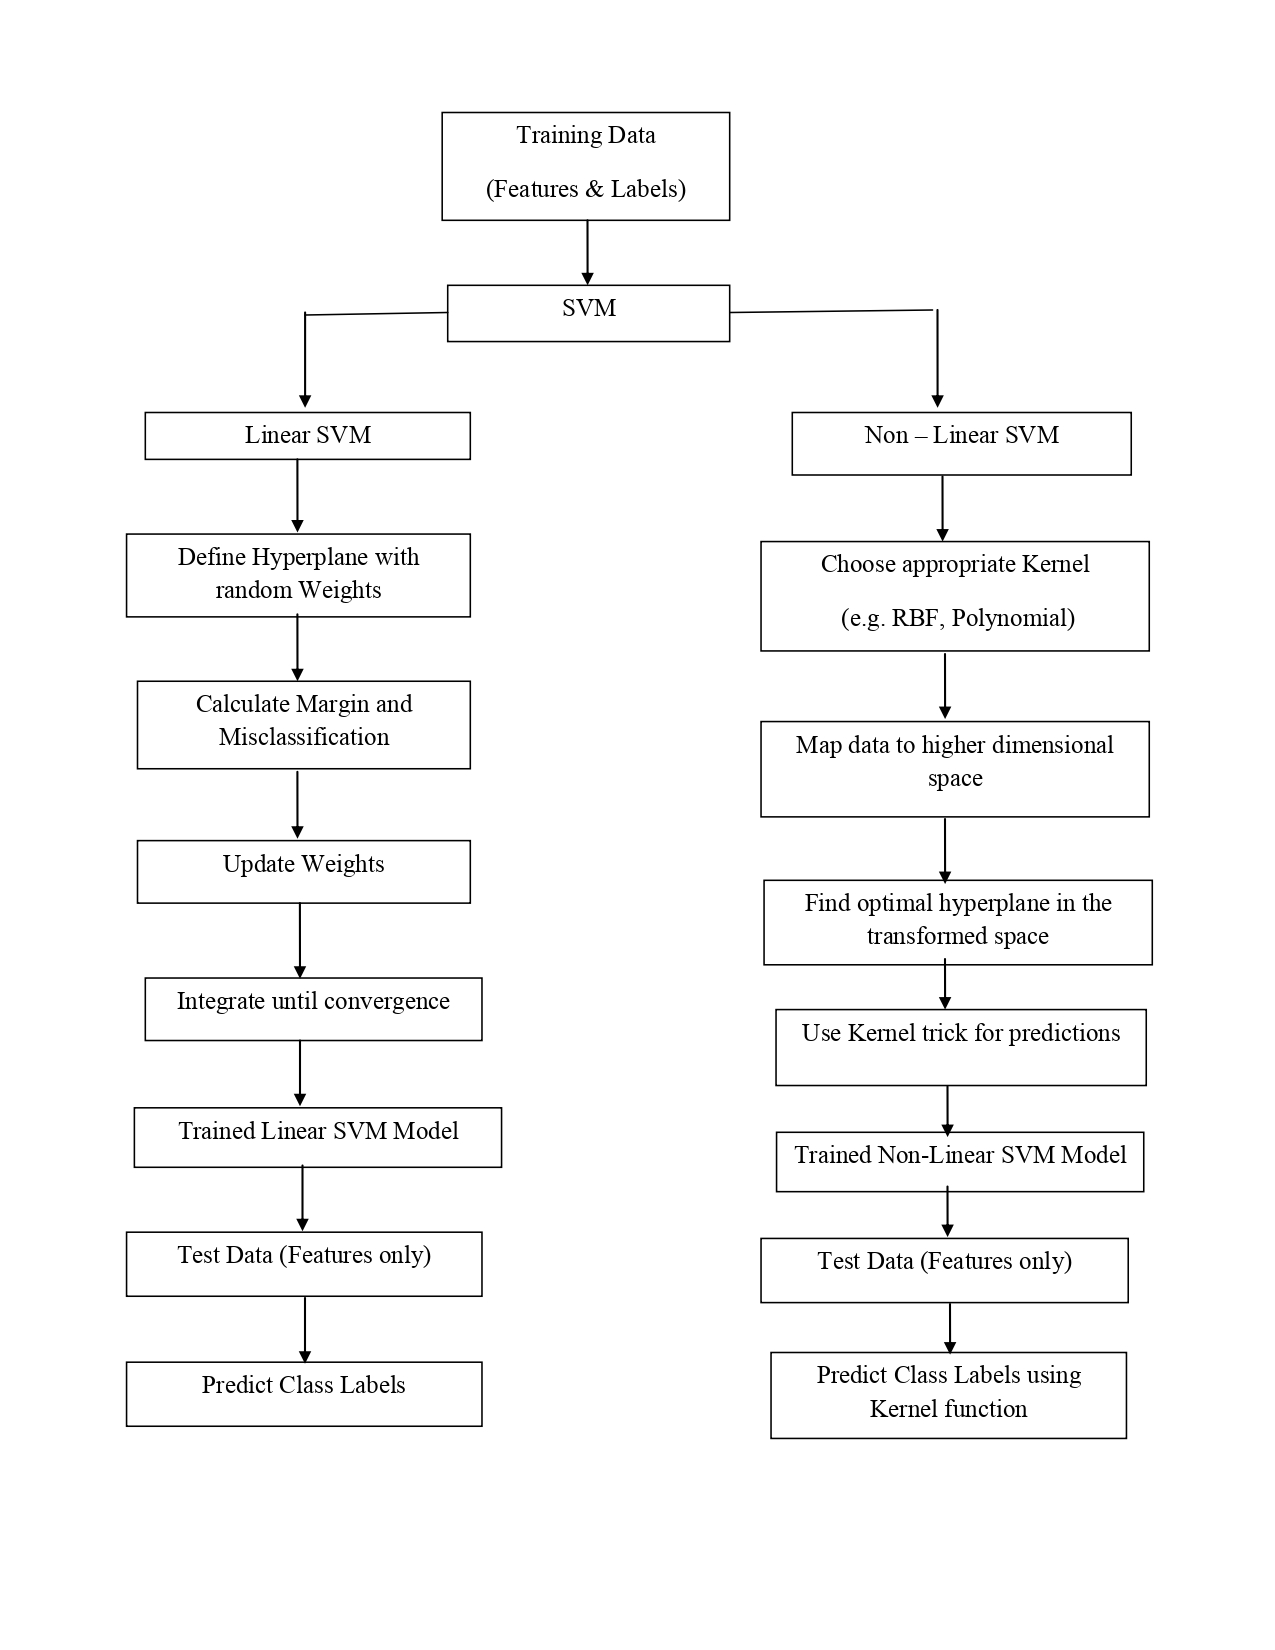 Training Data
(Features & Labels)
SVM
Linear SVM
Define Hyperplane with
random Weights
Calculate Margin and
Misclassification
Update Weights
Integrate until convergence
Trained Linear SVM Model
Test Data (Features only)
Predict Class Labels
Non – Linear SVM
Choose appropriate Kernel
(e.g. RBF, Polynomial)
Map data to higher dimensional
space
Find optimal hyperplane in the
transformed space
Use Kernel trick for predictions
Trained Non-Linear SVM Model
Test Data (Features only)
Predict Class Labels using
Kernel function